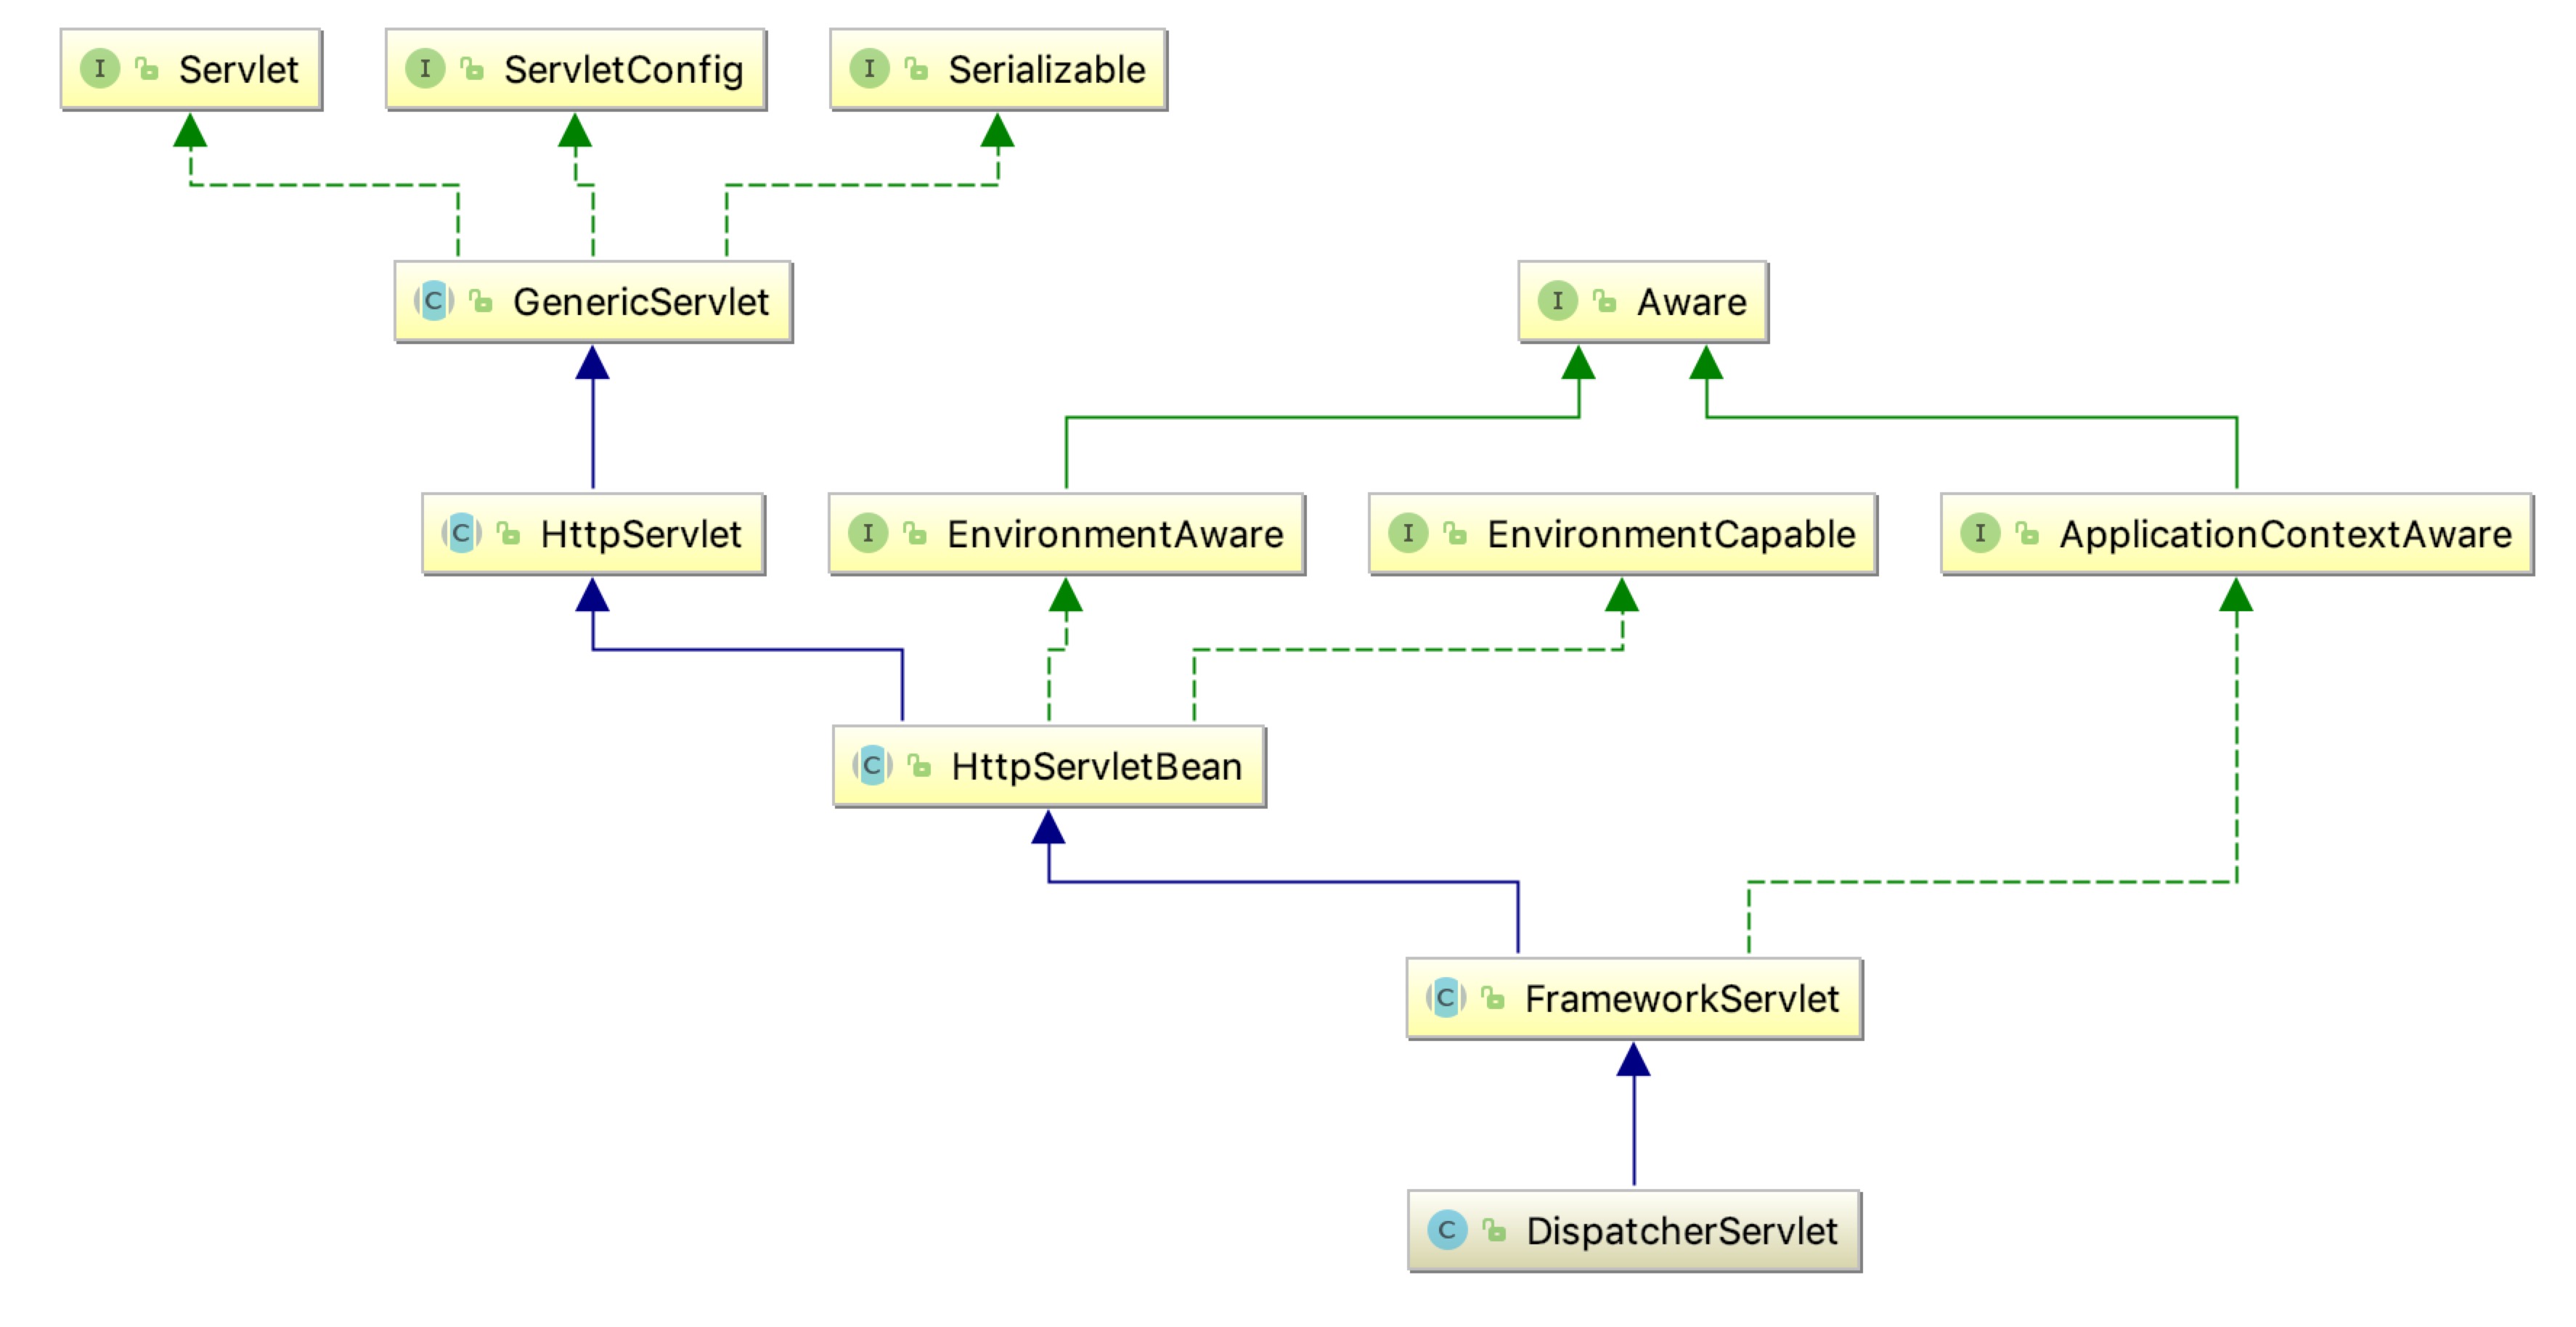 I Servlet
I ServletConfig
I Serializable
C GenericServlet
I Aware
C HttpServlet
I EnvironmentAware
I EnvironmentCapable
I ApplicationContextAware
C HttpServletBean
C FrameworkServlet
C DispatcherServlet